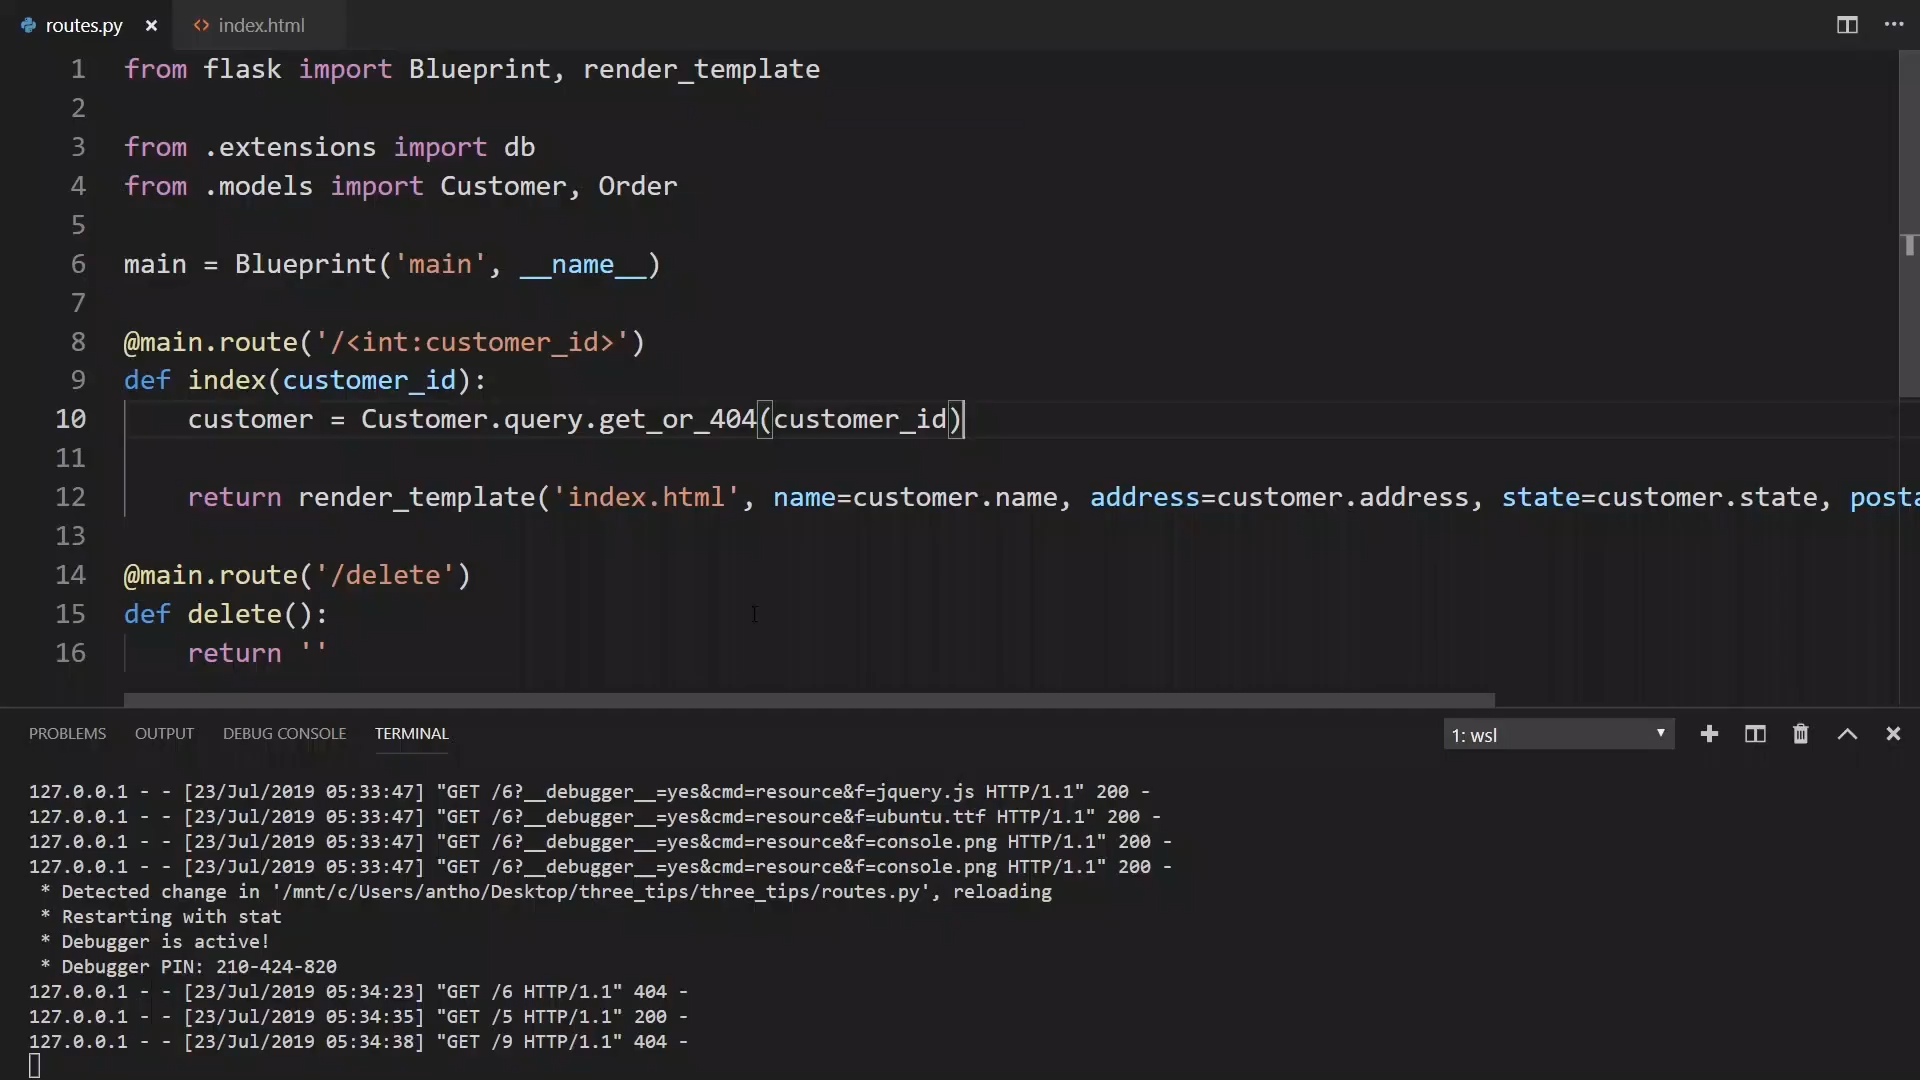 routes.py index.html
1 from flask import Blueprint, render_template
2
3 from .extensions import db
4 from .models import Customer, Order
5
6 main = Blueprint('main', __name__)
7
8 @main.route('/<int:customer_id>')
9 def index(customer_id):
10 customer = Customer.query.get_or_404(customer_id)
11
12 return render_template('index.html', name=customer.name, address=customer.address, state=customer.state, posta
13
14 @main.route('/delete')
15 def delete():
16 return ''
PROBLEMS OUTPUT DEBUG CONSOLE TERMINAL 1: wsl
127.0.0.1 - - [23/Jul/2019 05:33:47] "GET /6?__debugger__=yes&cmd=resource&f=jquery.js HTTP/1.1" 200 -
127.0.0.1 - - [23/Jul/2019 05:33:47] "GET /6?__debugger__=yes&cmd=resource&f=ubuntu.ttf HTTP/1.1" 200 -
127.0.0.1 - - [23/Jul/2019 05:33:47] "GET /6?__debugger__=yes&cmd=resource&f=console.png HTTP/1.1" 200 -
127.0.0.1 - - [23/Jul/2019 05:33:47] "GET /6?__debugger__=yes&cmd=resource&f=console.png HTTP/1.1" 200 -
* Detected change in '/mnt/c/Users/antho/Desktop/three_tips/three_tips/routes.py', reloading
* Restarting with stat
* Debugger is active!
* Debugger PIN: 210-424-820
127.0.0.1 - - [23/Jul/2019 05:34:23] "GET /6 HTTP/1.1" 404 -
127.0.0.1 - - [23/Jul/2019 05:34:35] "GET /5 HTTP/1.1" 200 -
127.0.0.1 - - [23/Jul/2019 05:34:38] "GET /9 HTTP/1.1" 404 -